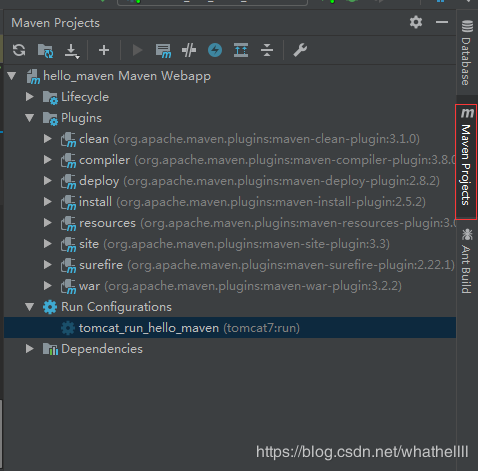 Maven Projects
hello_maven Maven Webapp
Lifecycle
Plugins
clean (org.apache.maven.plugins:maven-clean-plugin:3.1.0)
compiler (org.apache.maven.plugins:maven-compiler-plugin:3.8.0
deploy (org.apache.maven.plugins:maven-deploy-plugin:2.8.2)
install (org.apache.maven.plugins:maven-install-plugin:2.5.2)
resources (org.apache.maven.plugins:maven-resources-plugin:3.0
site (org.apache.maven.plugins:maven-site-plugin:3.3)
surefire (org.apache.maven.plugins:maven-surefire-plugin:2.22.1)
war (org.apache.maven.plugins:maven-war-plugin:3.2.2)
Run Configurations
tomcat_run_hello_maven (tomcat7:run)
Dependencies
Database
m Maven Projects
Ant Build
https://blog.csdn.net/whathellll